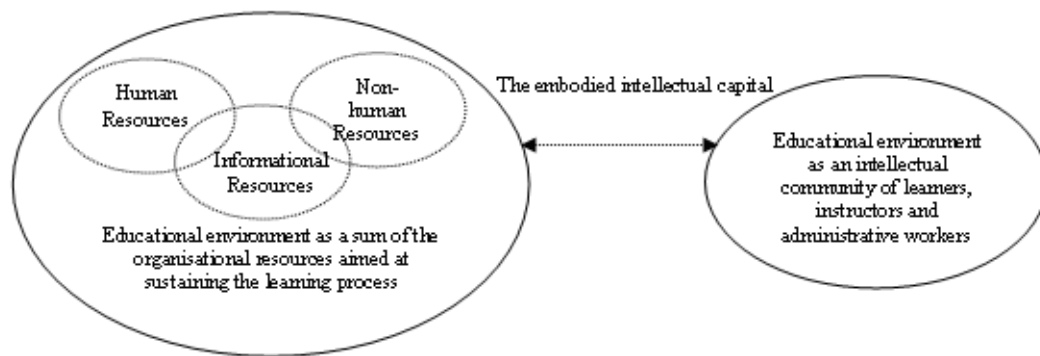 Human
Resources
Non-
human
Resources
Informational
Resources
Educational environment as a sum of the
organisational resources aimed at
sustaining the learning process
The embodied intellectual capital
Educational environment
as an intellectual
community of learners,
instructors and
administrative workers